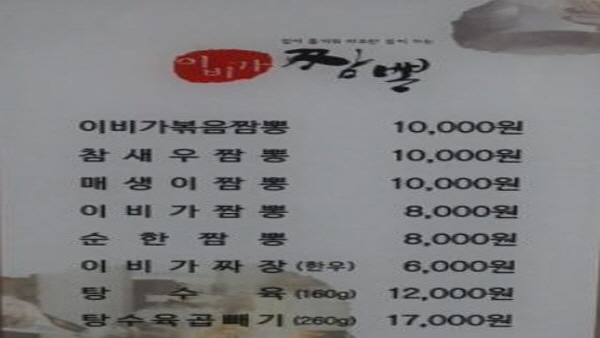 이비가 짬뽕
이비가볶음짬뽕 10,000원
참새우짬뽕 10,000원
매생이짬뽕 10,000원
이비가짬뽕 8,000원
순한짬뽕 8,000원
이비가짜장 (한우) 6,000원
탕수육 (160g) 12,000원
탕수육곱빼기 (260g) 17,000원